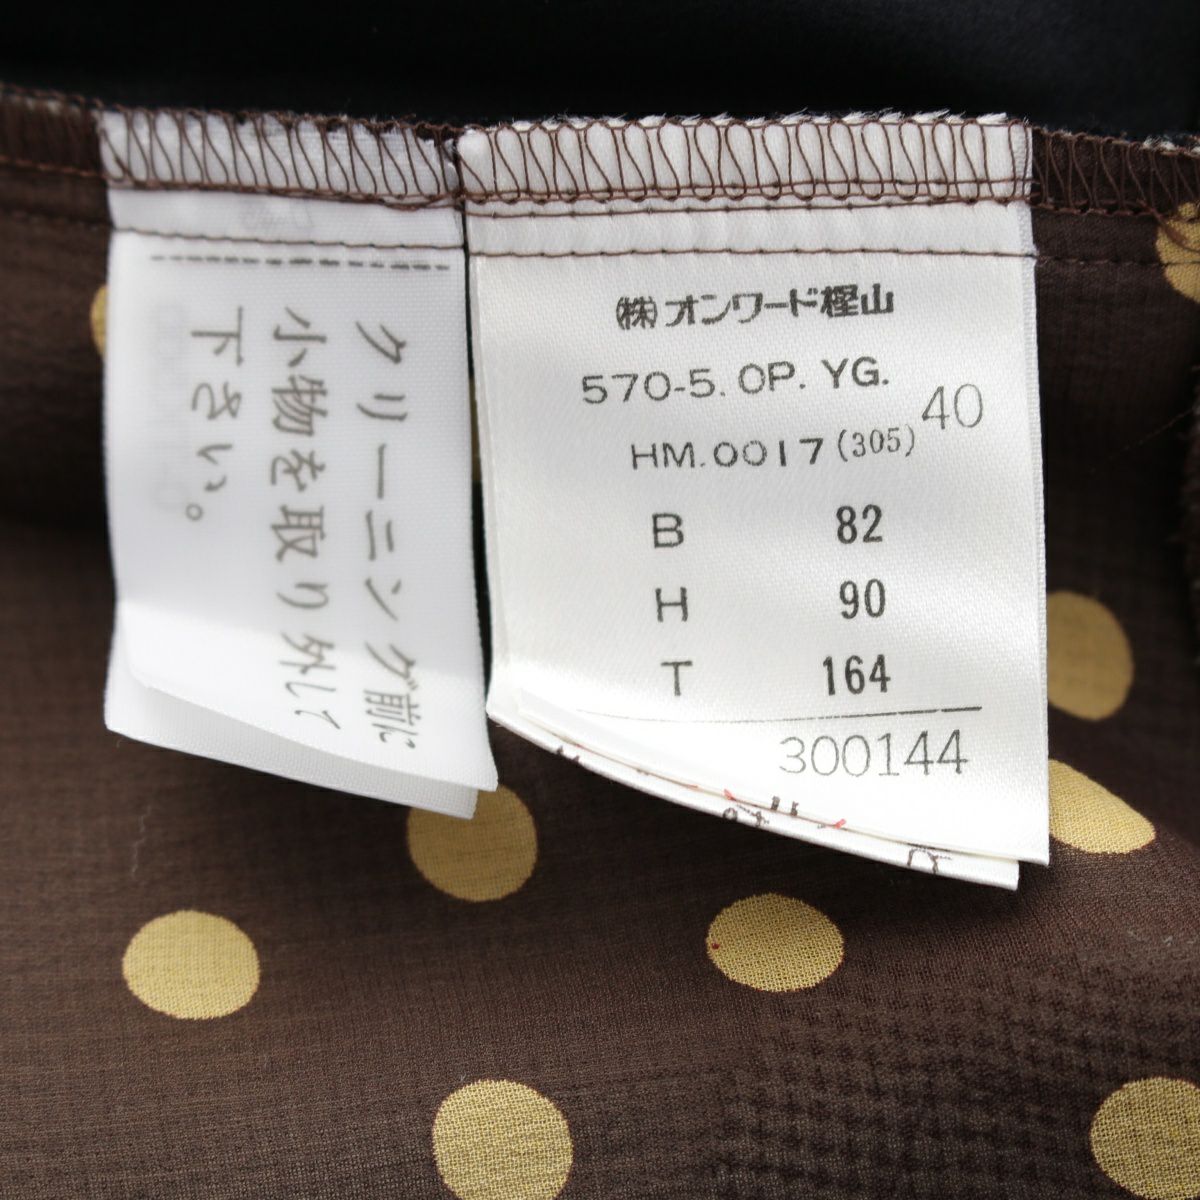 クリーニング前に
小物を取り外して
下さい。
㈱オンワード樫山
570-5. OP. YG.
40
HM. 0017 (305)
B 82
H 90
T 164
300144